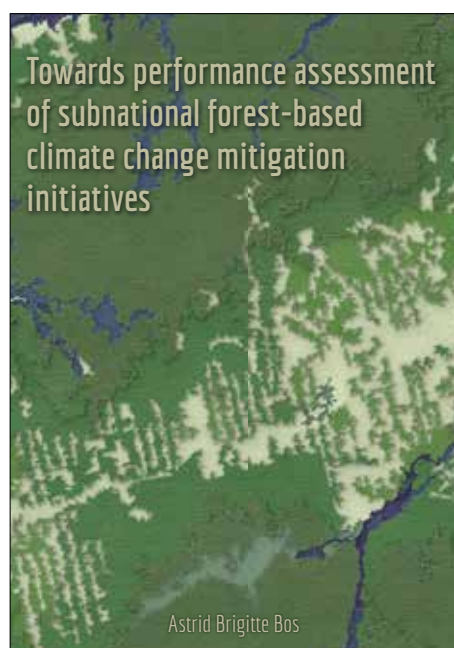 Towards performance assessment
of subnational forest-based
climate change mitigation
initiatives
Astrid Brigitte Bos